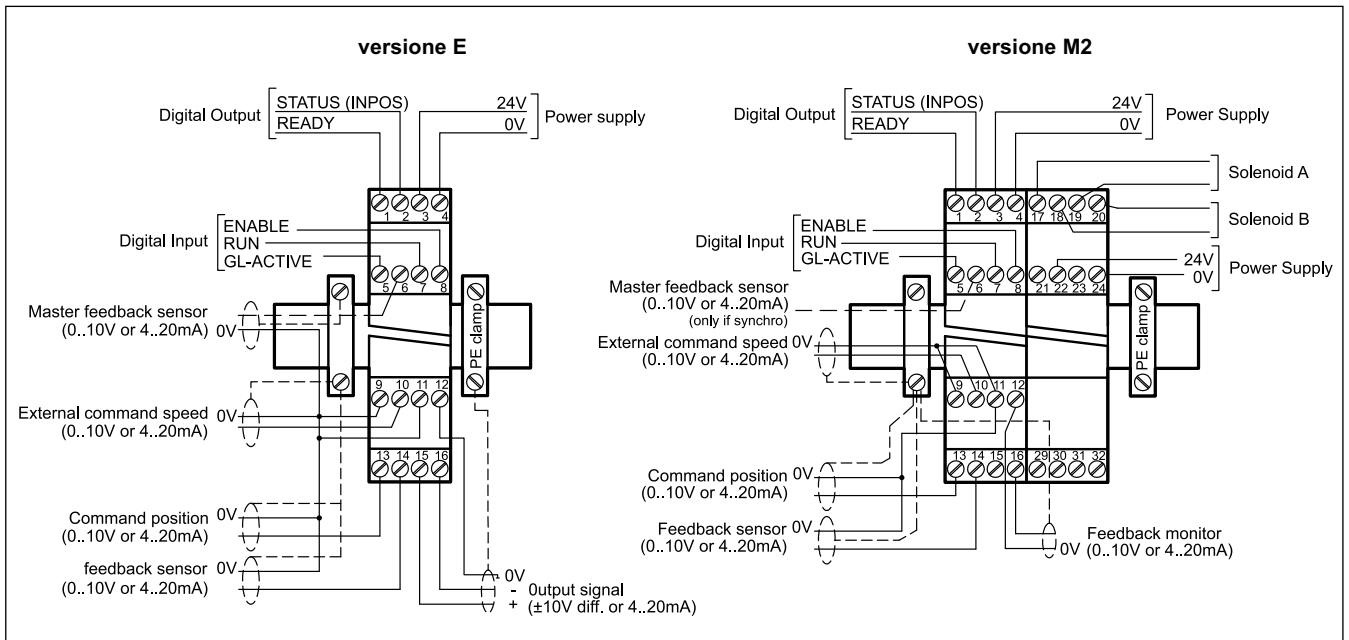 versione E
Digital Output
STATUS (INPOS)
READY
24V
0V
Power supply
1 2 3 4
Digital Input
ENABLE
RUN
GL-ACTIVE
5 6 7 8
Master feedback sensor
(0..10V or 4..20mA)
0V
PE clamp
9 10 11 12
External command speed 0V
(0..10V or 4..20mA)
13 14 15 16
Command position 0V
(0..10V or 4..20mA)
feedback sensor 0V
(0..10V or 4..20mA)
0V
- 0utput signal
+ (±10V diff. or 4..20mA)
versione M2
Digital Output
STATUS (INPOS)
READY
24V
0V
Power Supply
Solenoid A
Solenoid B
1 2 3 4 17 18 19 20
Digital Input
ENABLE
RUN
GL-ACTIVE
24V
0V
Power Supply
5 6 7 8 21 22 23 24
Master feedback sensor
(0..10V or 4..20mA)
(only if synchro)
External command speed 0V
(0..10V or 4..20mA)
PE clamp
9 10 11 12
13 14 15 16 29 30 31 32
Command position 0V
(0..10V or 4..20mA)
Feedback sensor 0V
(0..10V or 4..20mA)
Feedback monitor
0V (0..10V or 4..20mA)